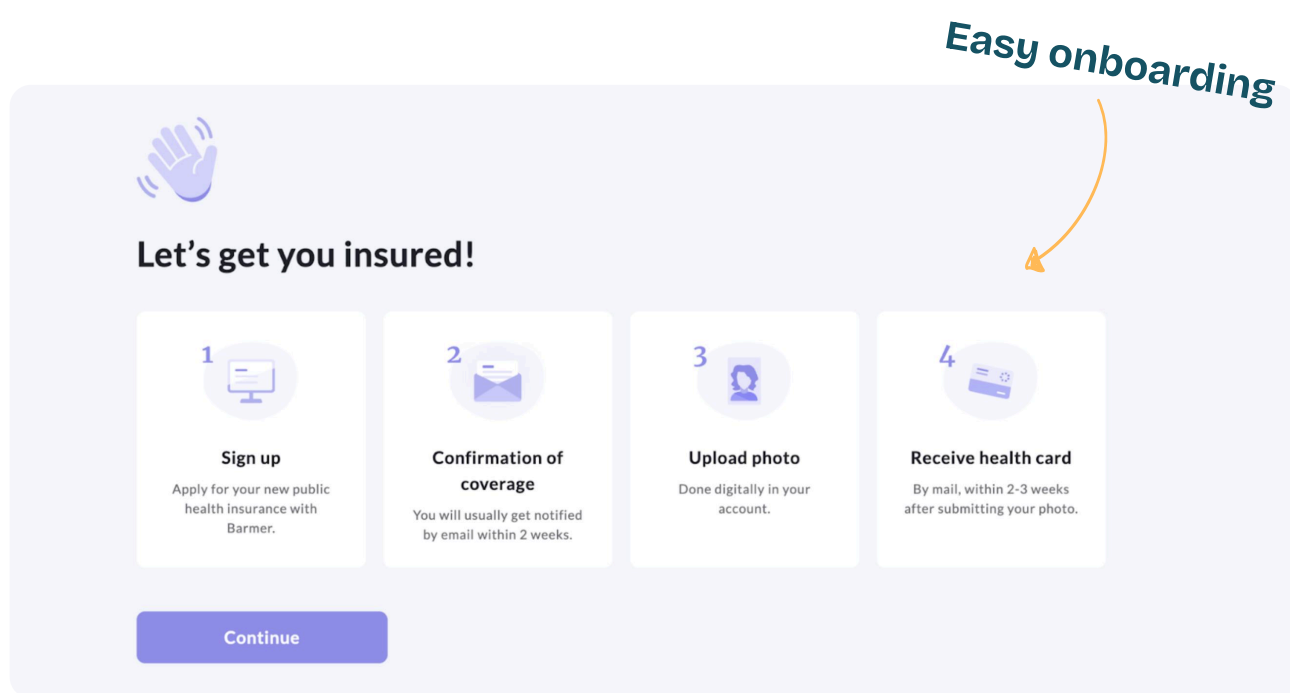 Easy onboarding
Let’s get you insured!
1
Sign up
Apply for your new public
health insurance with
Barmer.
2
Confirmation of
coverage
You will usually get notified
by email within 2 weeks.
3
Upload photo
Done digitally in your
account.
4
Receive health card
By mail, within 2-3 weeks
after submitting your photo.
Continue